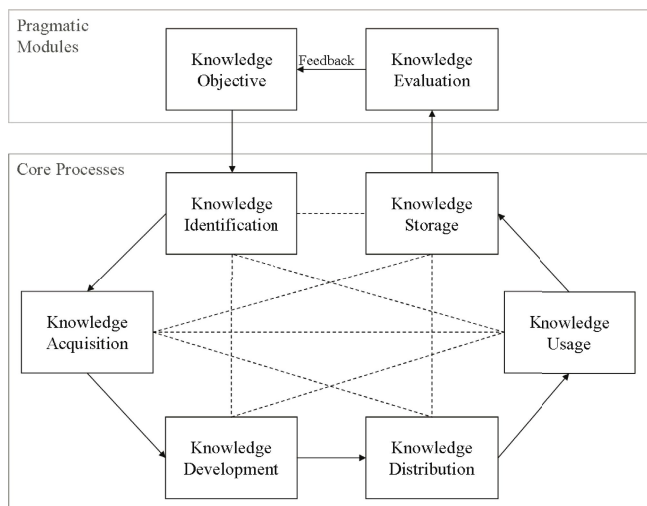 Pragmatic
Modules
Knowledge
Objective
Feedback
Knowledge
Evaluation
Core Processes
Knowledge
Identification
Knowledge
Storage
Knowledge
Acquisition
Knowledge
Usage
Knowledge
Development
Knowledge
Distribution